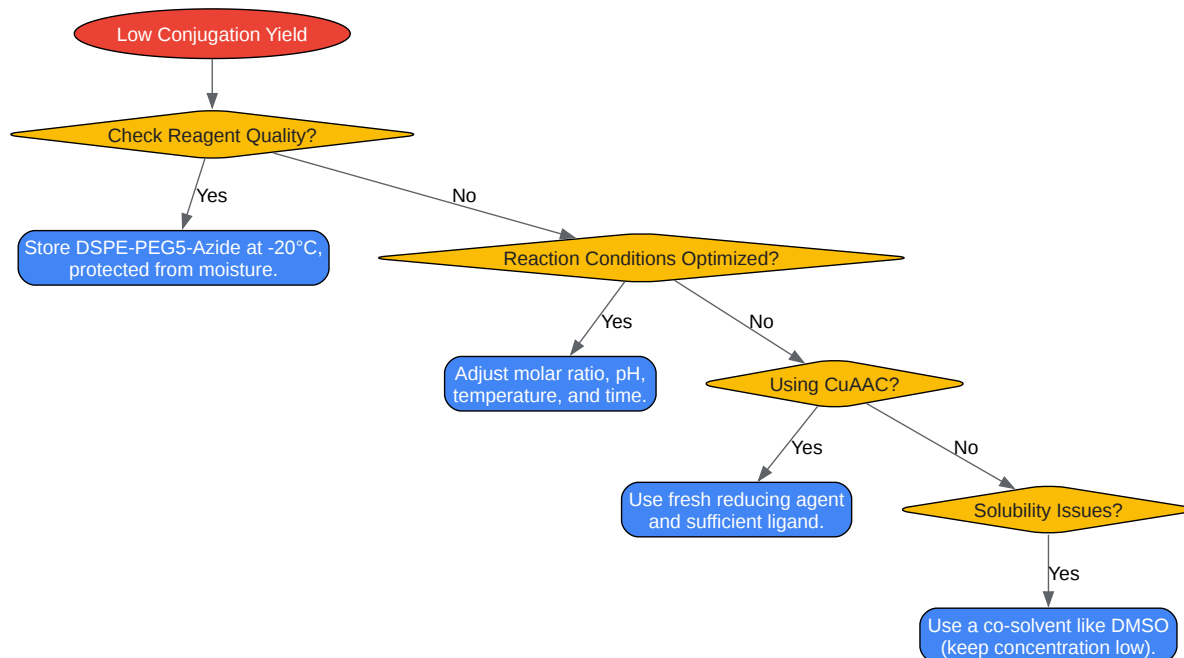 Low Conjugation Yield
Check Reagent Quality?
Yes
No
Store DSPE-PEG5-Azide at -20°C,
protected from moisture.
Reaction Conditions Optimized?
Yes
No
Adjust molar ratio, pH,
temperature, and time.
Using CuAAC?
Yes
No
Use fresh reducing agent
and sufficient ligand.
Solubility Issues?
Yes
Use a co-solvent like DMSO
(keep concentration low).